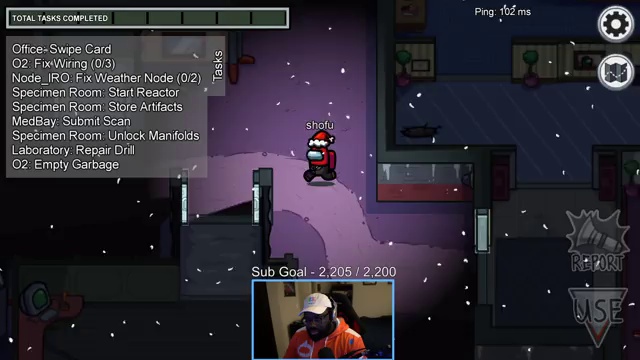 TOTAL TASKS COMPLETED
Ping: 102 ms
Office: Swipe Card
O2: Fix Wiring (0/3)
Node_IRO: Fix Weather Node (0/2)
Specimen Room: Start Reactor
Specimen Room: Store Artifacts
MedBay: Submit Scan
Specimen Room: Unlock Manifolds
Laboratory: Repair Drill
O2: Empty Garbage
Tasks
shofu
REPORT
USE
Sub Goal - 2,205 / 2,200